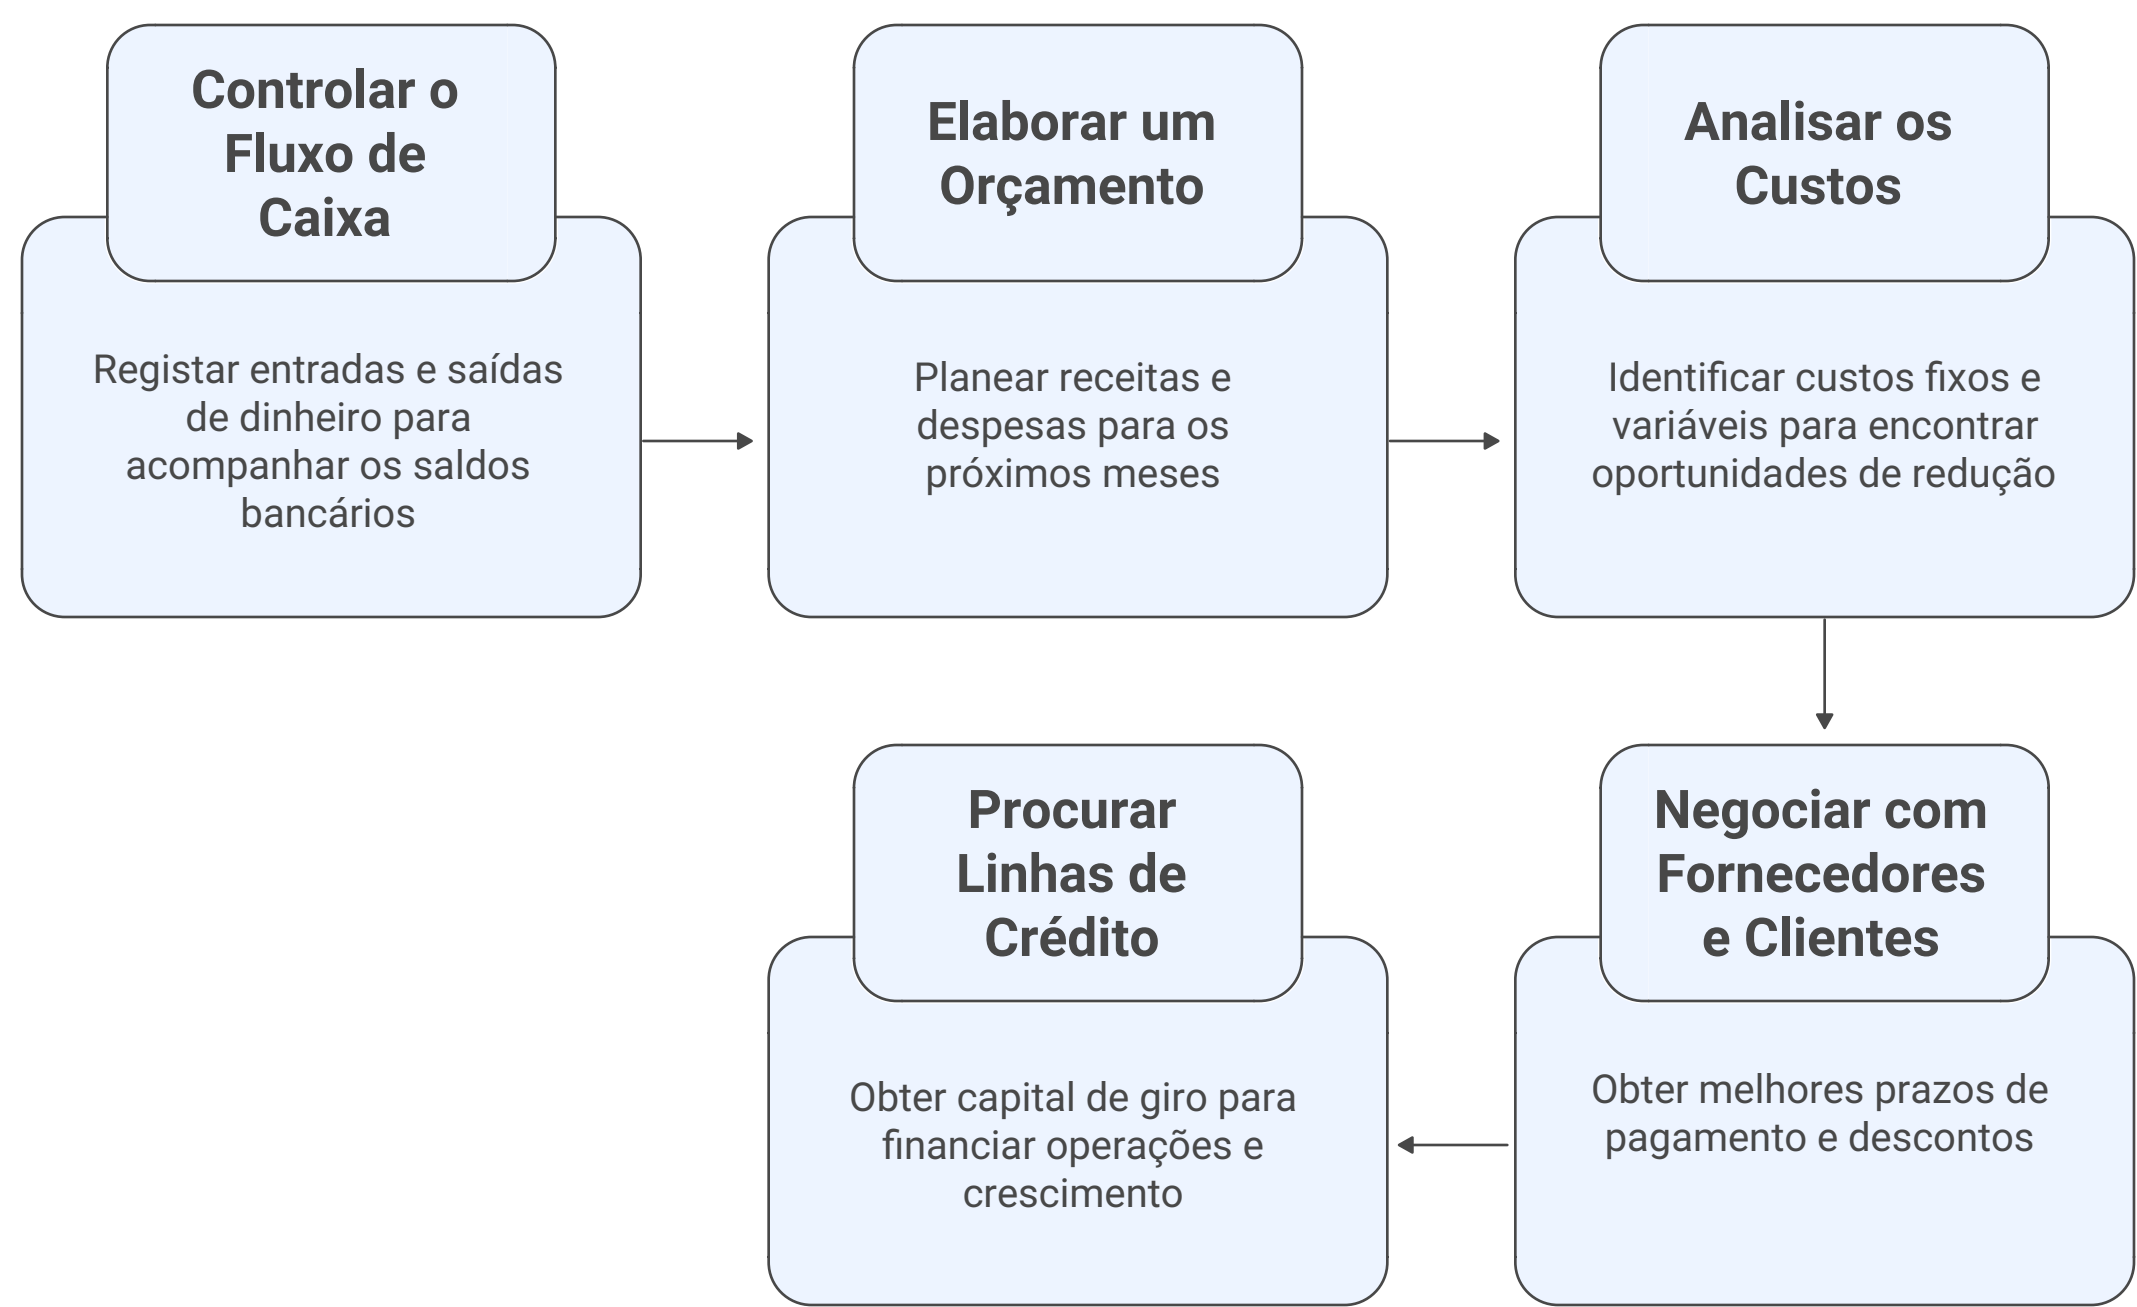 Controlar o
Fluxo de
Caixa
Registar entradas e saídas
de dinheiro para
acompanhar os saldos
bancários
Elaborar um
Orçamento
Planear receitas e
despesas para os
próximos meses
Analisar os
Custos
Identificar custos fixos e
variáveis para encontrar
oportunidades de redução
Negociar com
Fornecedores
e Clientes
Obter melhores prazos de
pagamento e descontos
Procurar
Linhas de
Crédito
Obter capital de giro para
financiar operações e
crescimento